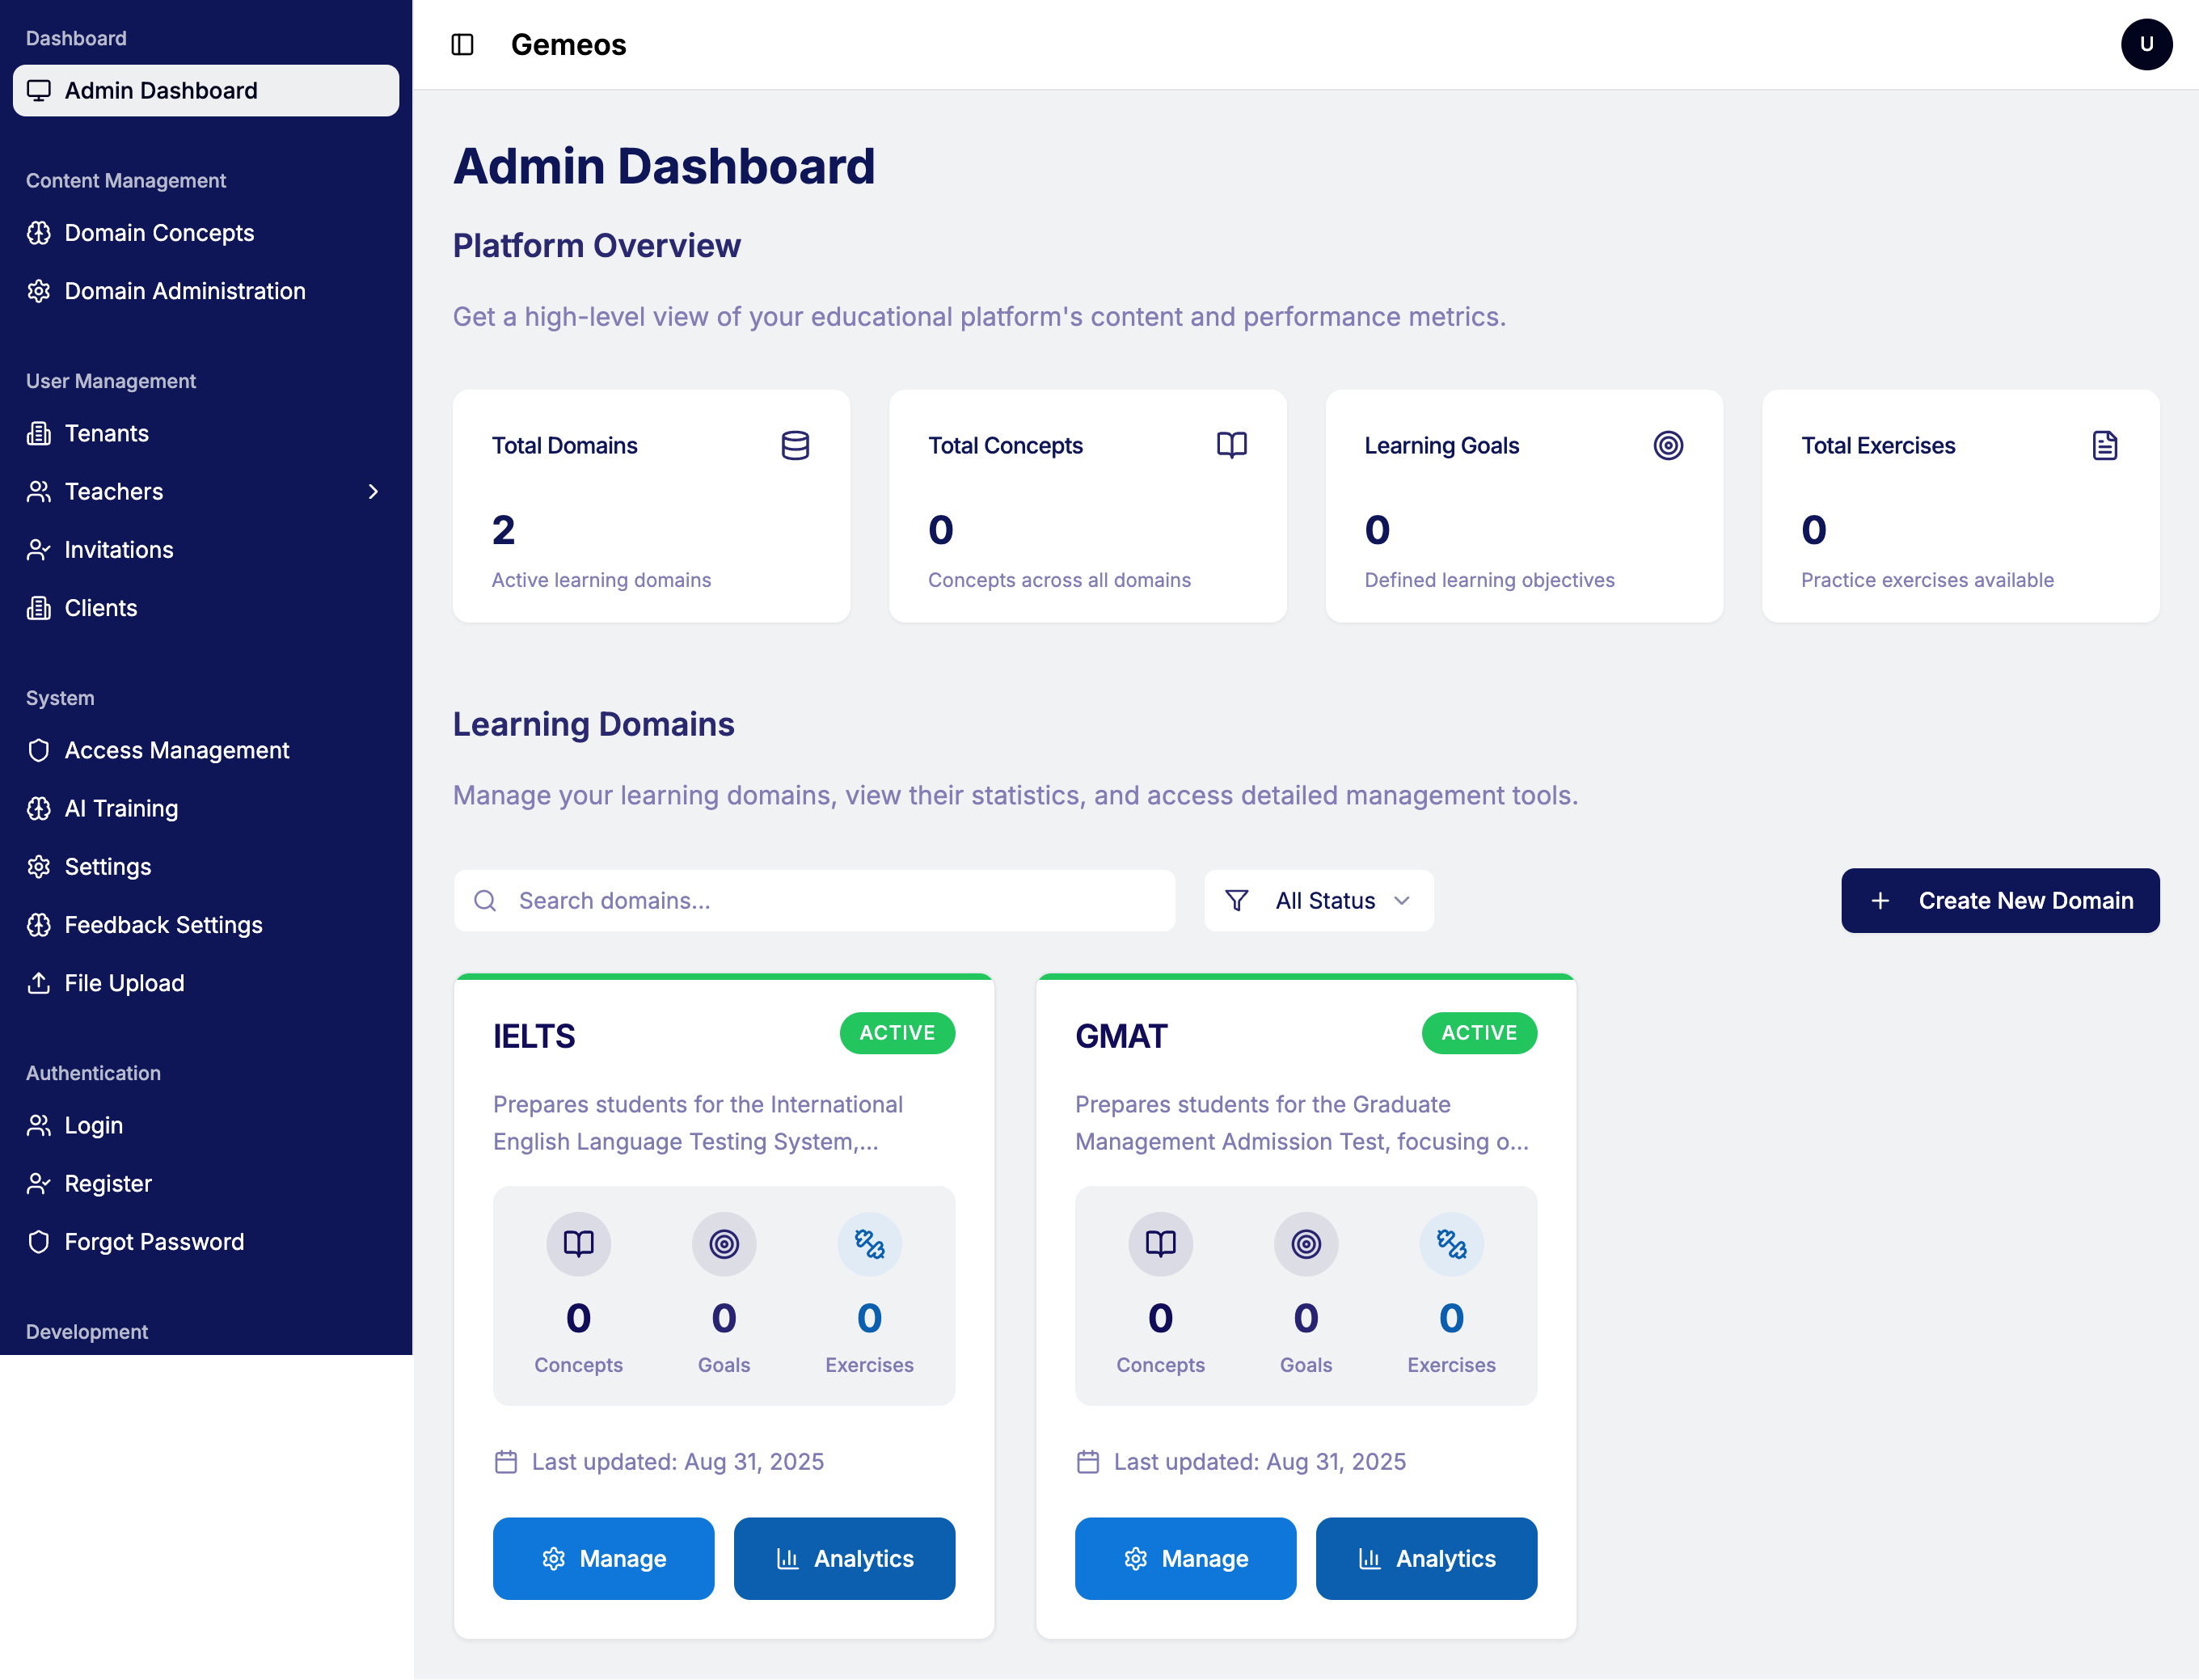 Dashboard
Admin Dashboard
Content Management
Domain Concepts
Domain Administration
User Management
Tenants
Teachers
Invitations
Clients
System
Access Management
AI Training
Settings
Feedback Settings
File Upload
Authentication
Login
Register
Forgot Password
Development
Gemeos
U
Admin Dashboard
Platform Overview
Get a high-level view of your educational platform's content and performance metrics.
Total Domains
2
Active learning domains
Total Concepts
0
Concepts across all domains
Learning Goals
0
Defined learning objectives
Total Exercises
0
Practice exercises available
Learning Domains
Manage your learning domains, view their statistics, and access detailed management tools.
Search domains...
All Status
Create New Domain
IELTS
ACTIVE
Prepares students for the International
English Language Testing System,...
0
Concepts
0
Goals
0
Exercises
Last updated: Aug 31, 2025
Manage
Analytics
GMAT
ACTIVE
Prepares students for the Graduate
Management Admission Test, focusing o...
0
Concepts
0
Goals
0
Exercises
Last updated: Aug 31, 2025
Manage
Analytics